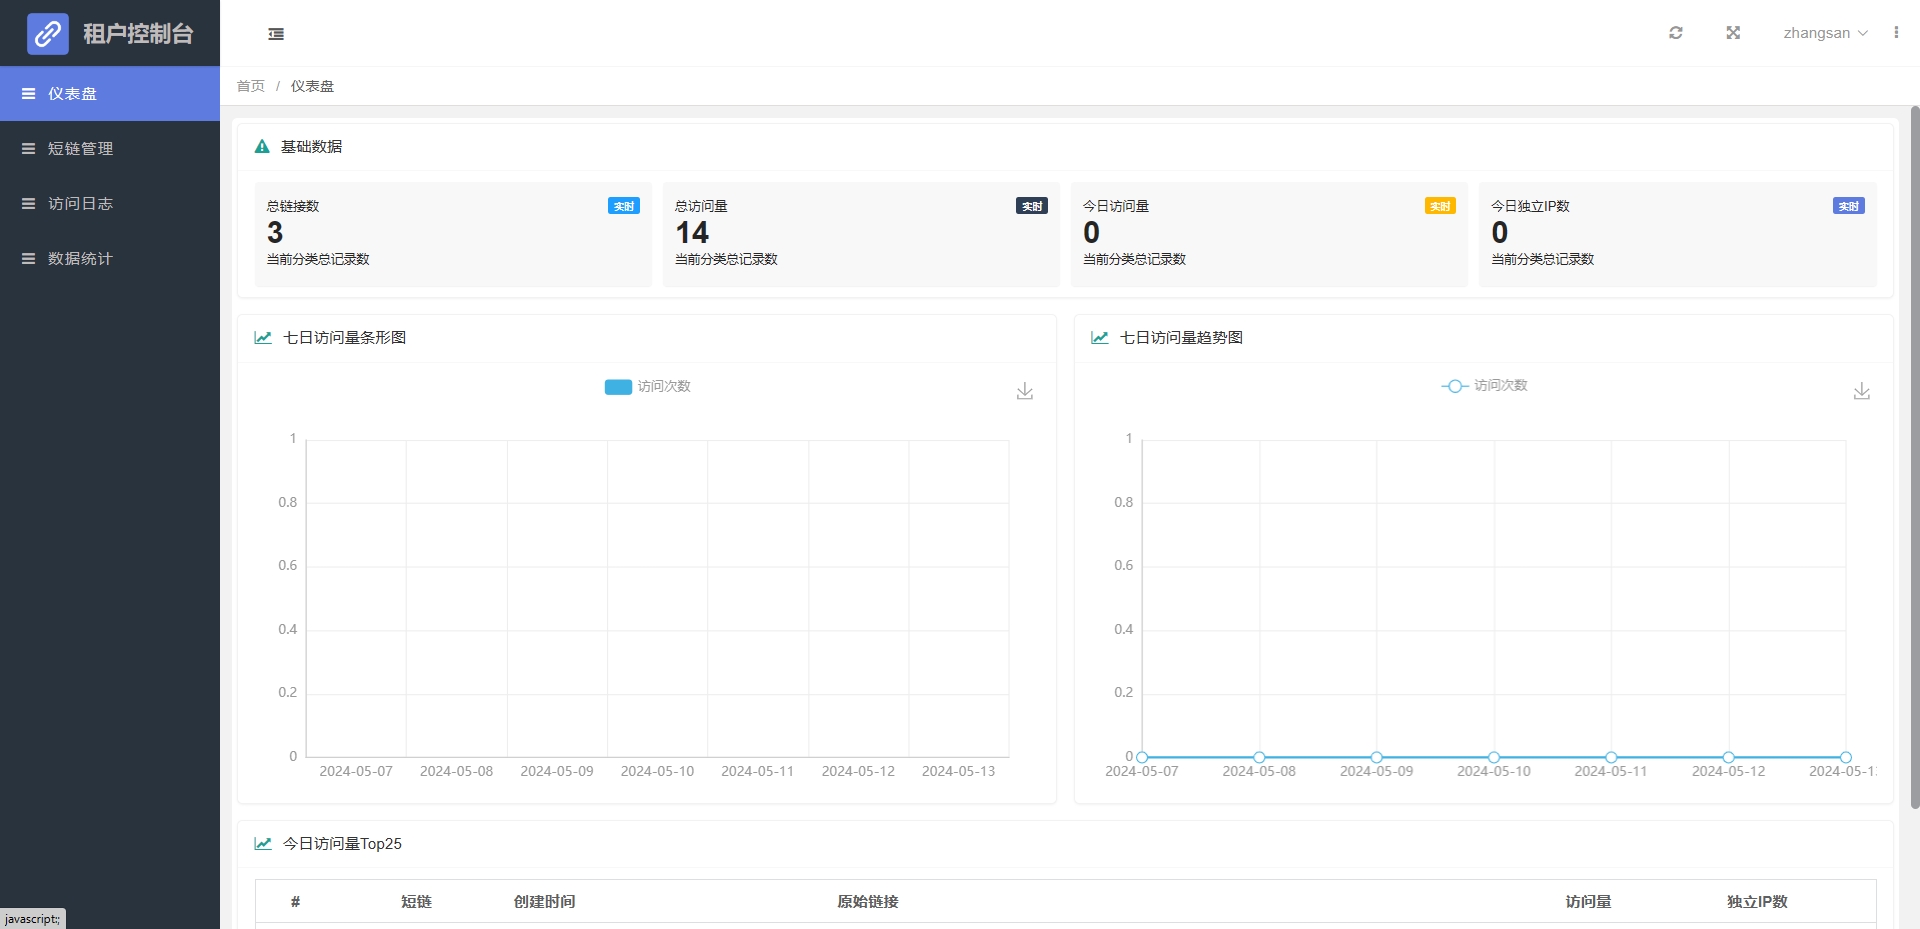 租户控制台
zhangsan
仪表盘
短链管理
访问日志
数据统计
首页 / 仪表盘
基础数据
总链接数 实时
3
当前分类总记录数
总访问量 实时
14
当前分类总记录数
今日访问量 实时
0
当前分类总记录数
今日独立IP数 实时
0
当前分类总记录数
七日访问量条形图
访问次数
1
0.8
0.6
0.4
0.2
0
2024-05-07 2024-05-08 2024-05-09 2024-05-10 2024-05-11 2024-05-12 2024-05-13
七日访问量趋势图
访问次数
1
0.8
0.6
0.4
0.2
0
2024-05-07 2024-05-08 2024-05-09 2024-05-10 2024-05-11 2024-05-12 2024-05-1
今日访问量Top25
# 短链 创建时间 原始链接 访问量 独立IP数
javascript:;